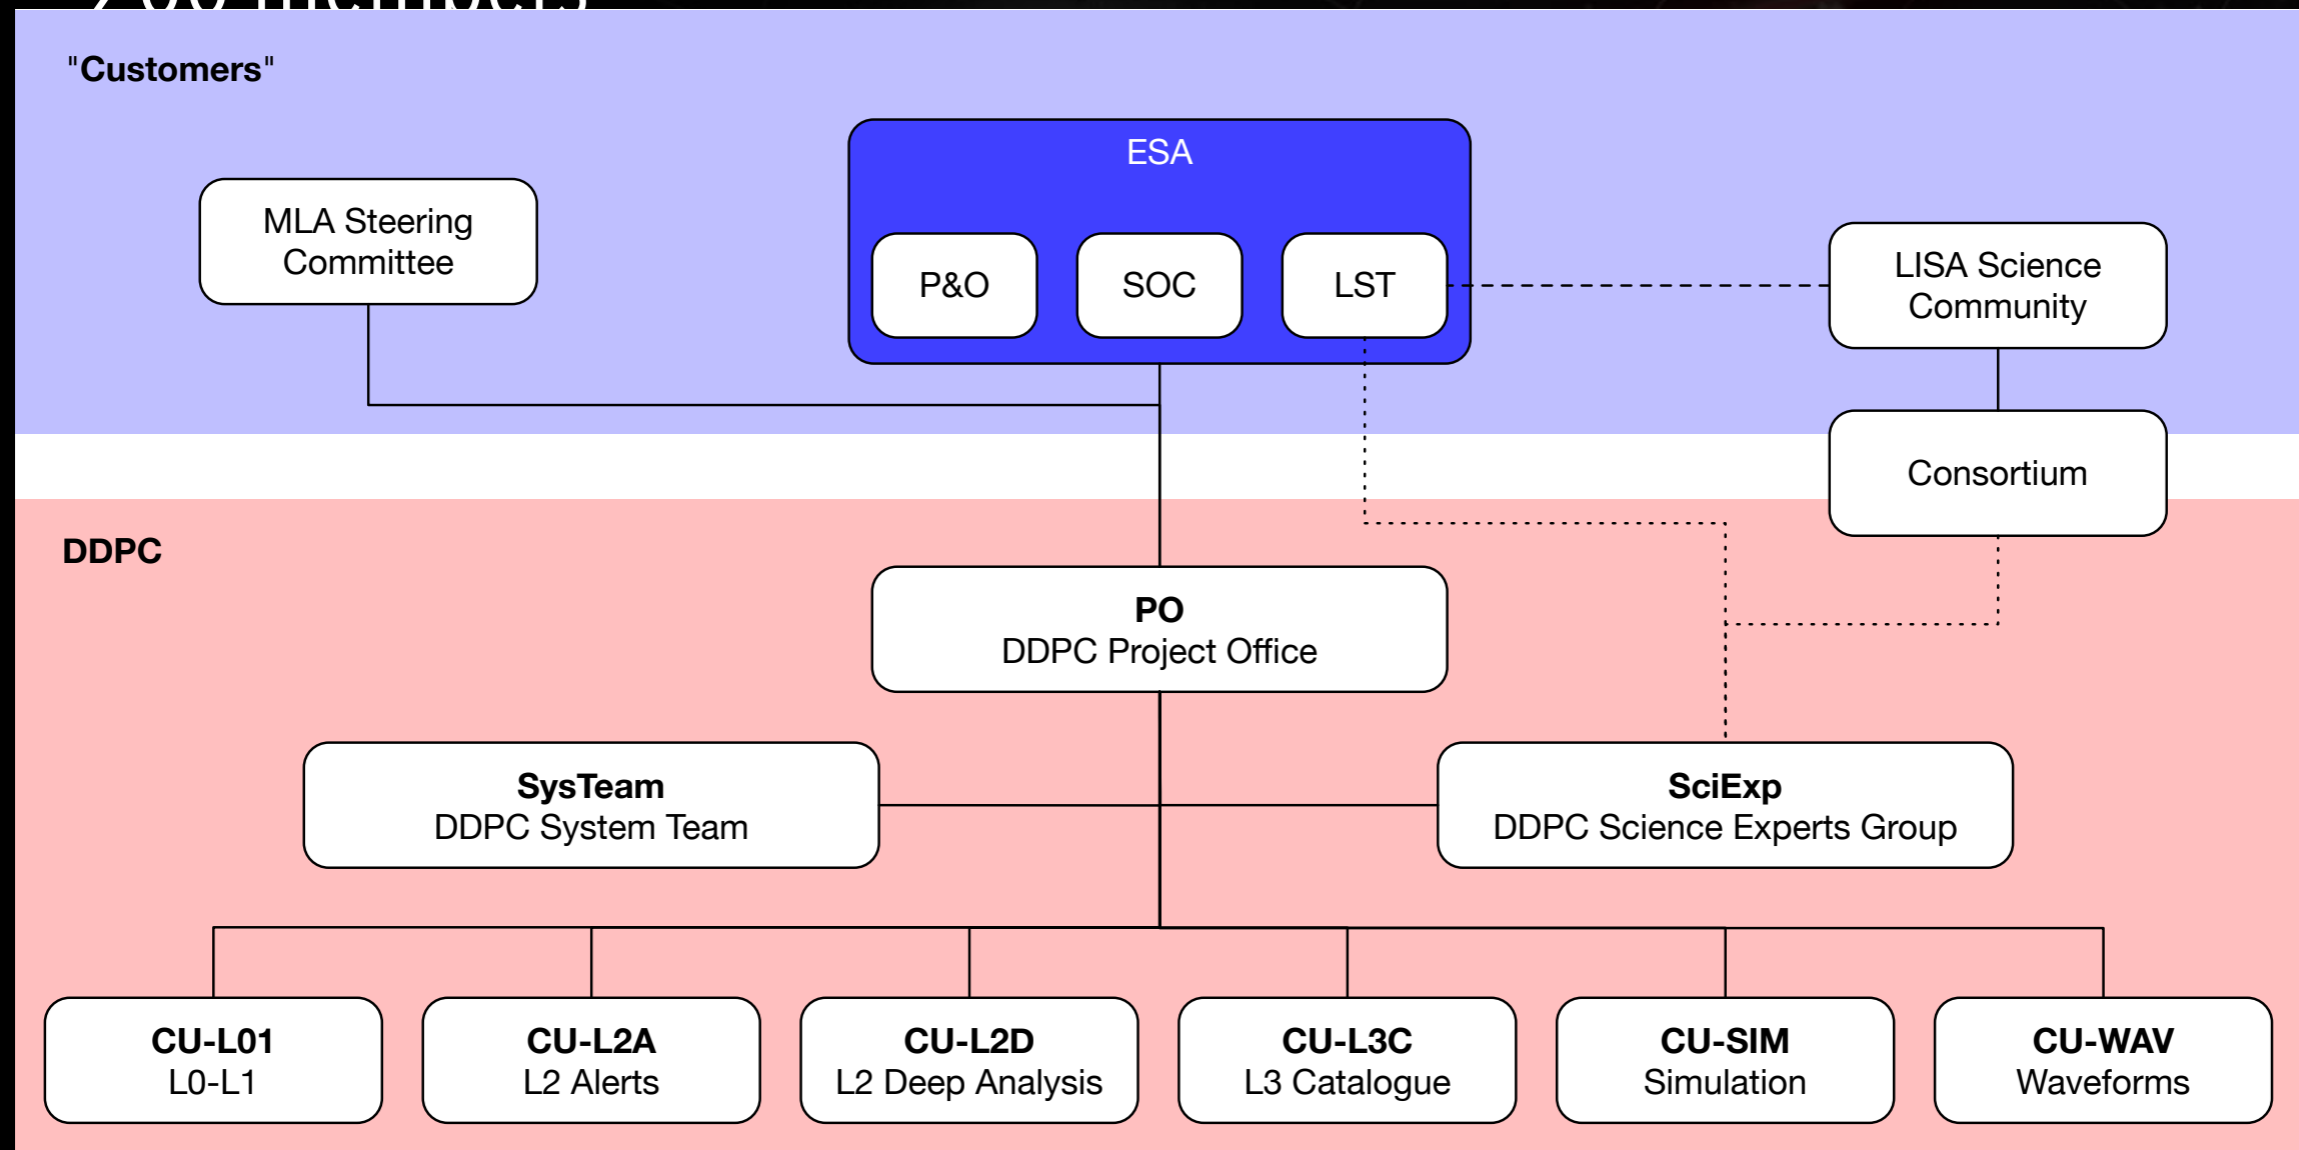 members
"Customers"
ESA
MLA Steering
Committee
P&O
SOC
LST
LISA Science
Community
Consortium
DDPC
PO
DDPC Project Office
SysTeam
DDPC System Team
SciExp
DDPC Science Experts Group
CU-L01
L0-L1
CU-L2A
L2 Alerts
CU-L2D
L2 Deep Analysis
CU-L3C
L3 Catalogue
CU-SIM
Simulation
CU-WAV
Waveforms